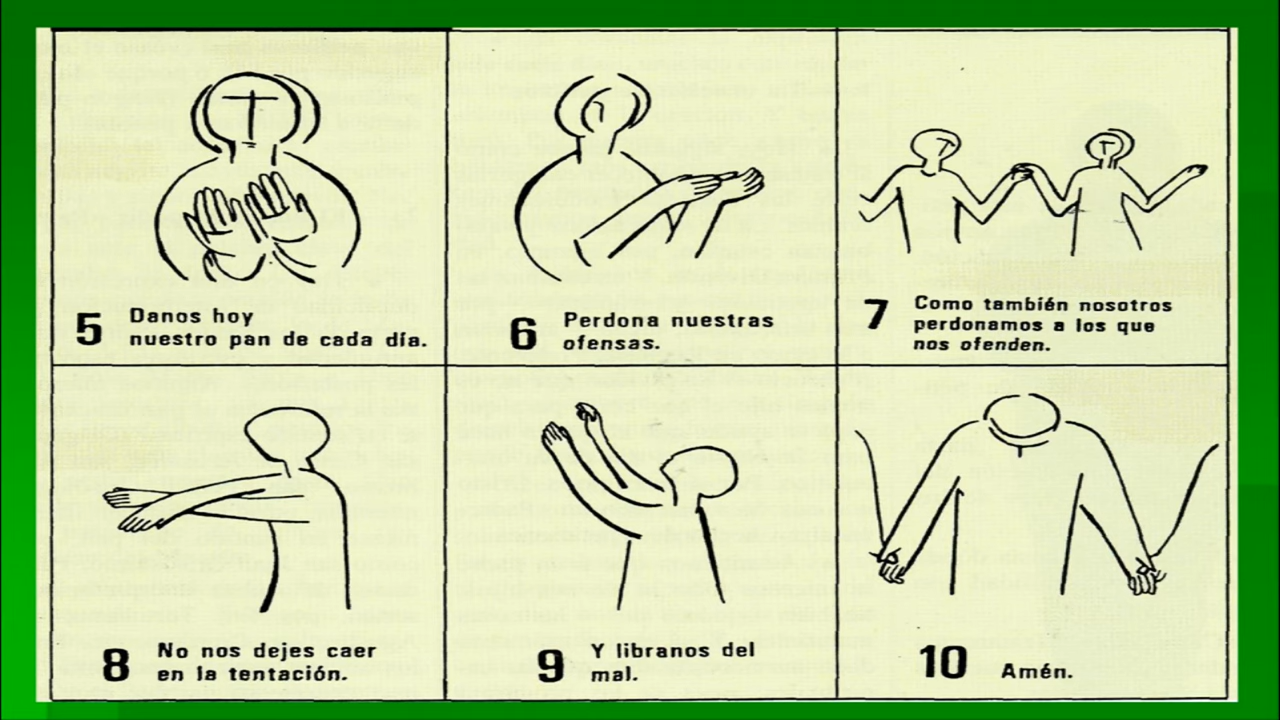 5 Danos hoy
nuestro pan de cada día.
6 Perdona nuestras
ofensas.
7 Como también nosotros
perdonamos a los que
nos ofenden.
8 No nos dejes caer
en la tentación.
9 Y libranos del
mal.
10 Amén.